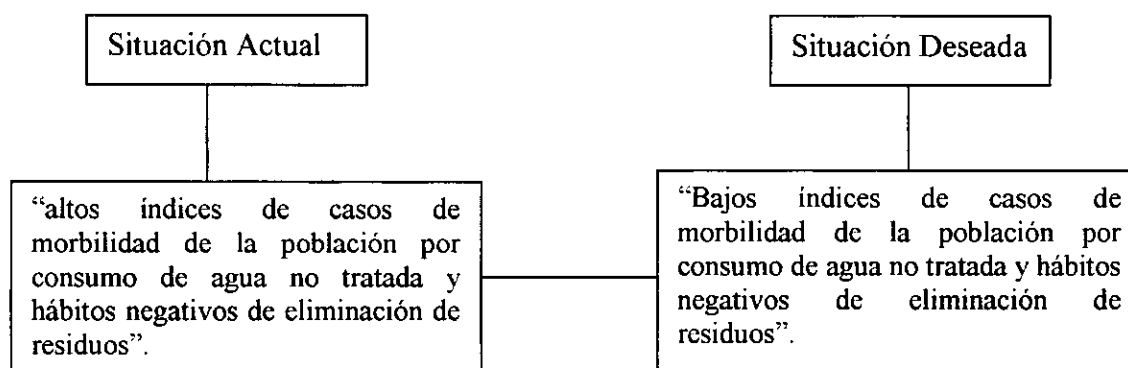 Situación Actual
Situación Deseada
“altos índices de casos de
morbilidad de la población por
consumo de agua no tratada y
hábitos negativos de eliminación de
residuos”.
“Bajos índices de casos de
morbilidad de la población por
consumo de agua no tratada y hábitos
negativos de eliminación de
residuos”.